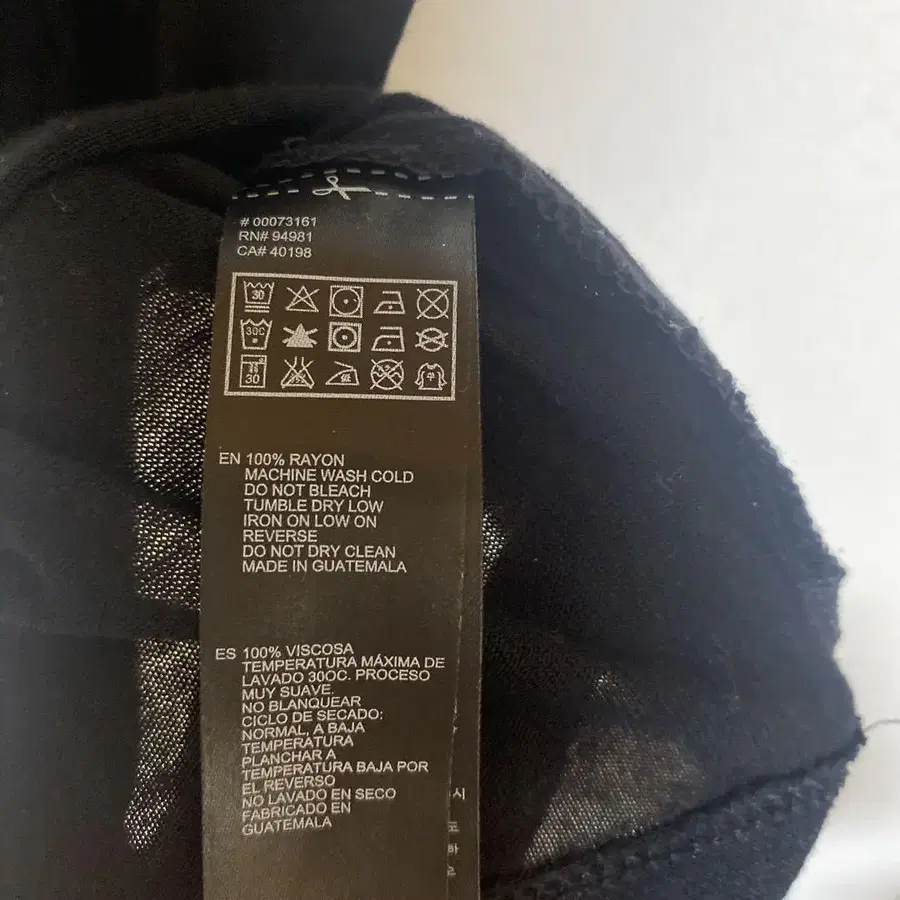 # 00073161
RN# 94981
CA# 40198
30
30C
30
EN 100% RAYON
MACHINE WASH COLD
DO NOT BLEACH
TUMBLE DRY LOW
IRON ON LOW ON
REVERSE
DO NOT DRY CLEAN
MADE IN GUATEMALA
ES 100% VISCOSA
TEMPERATURA MÁXIMA DE
LAVADO 30OC. PROCESO
MUY SUAVE.
NO BLANQUEAR
CICLO DE SECADO:
NORMAL, A BAJA
TEMPERATURA
PLANCHAR A
TEMPERATURA BAJA POR
EL REVERSO
NO LAVADO EN SECO
FABRICADO EN
GUATEMALA